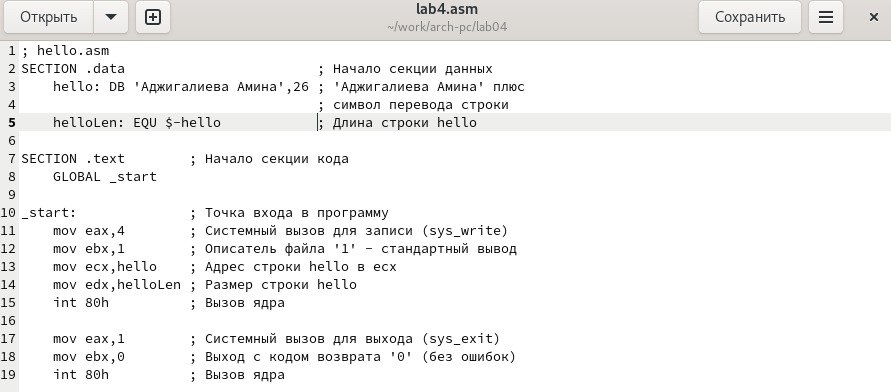 Открыть lab4.asm Сохранить
~/work/arch-pc/lab04
1 ; hello.asm
2 SECTION .data ; Начало секции данных
3 hello: DB 'Аджигалиева Амина',26 ; 'Аджигалиева Амина' плюс
4 ; символ перевода строки
5 helloLen: EQU $-hello ; Длина строки hello
6
7 SECTION .text ; Начало секции кода
8 GLOBAL _start
9
10 _start: ; Точка входа в программу
11 mov eax,4 ; Системный вызов для записи (sys_write)
12 mov ebx,1 ; Описатель файла '1' - стандартный вывод
13 mov ecx,hello ; Адрес строки hello в ecx
14 mov edx,helloLen ; Размер строки hello
15 int 80h ; Вызов ядра
16
17 mov eax,1 ; Системный вызов для выхода (sys_exit)
18 mov ebx,0 ; Выход с кодом возврата '0' (без ошибок)
19 int 80h ; Вызов ядра